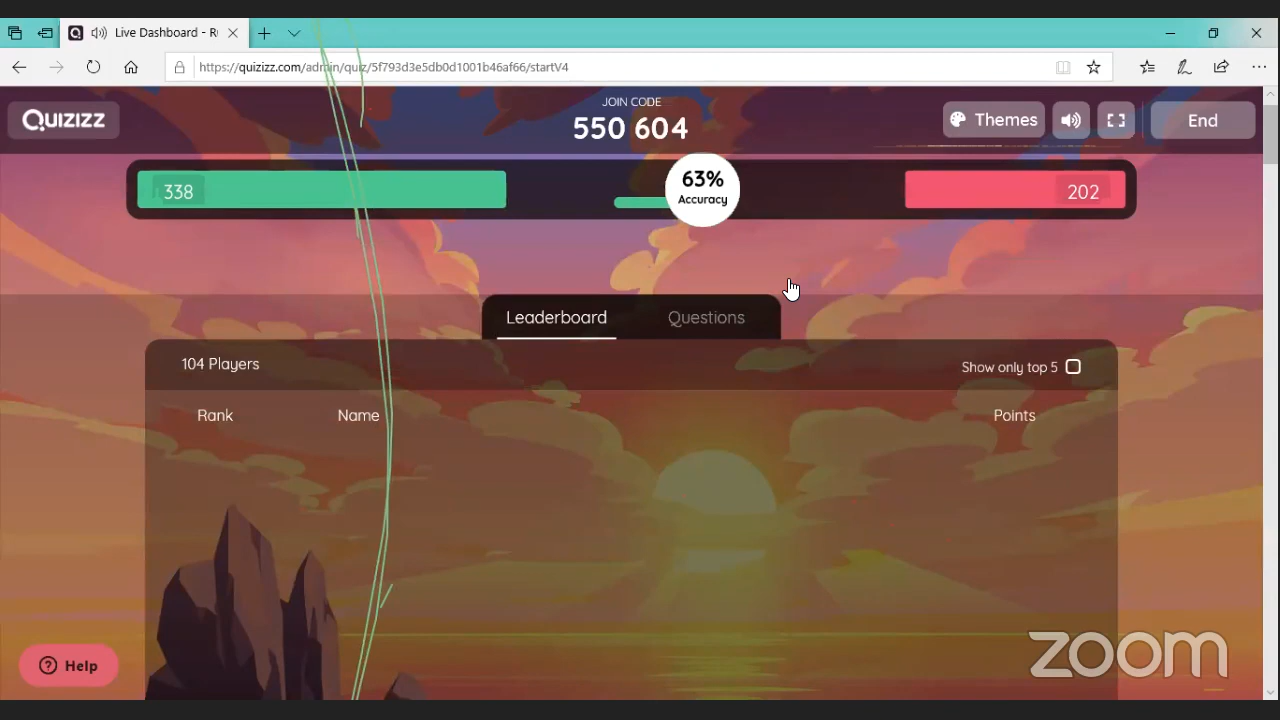 Live Dashboard - R
https://quizizz.com/admin/quiz/5f793d3e5db0d1001b46af66/startV4
QUIZIZZ
JOIN CODE
550 604
Themes
End
338
63%
Accuracy
202
Leaderboard
Questions
104 Players
Show only top 5
Rank
Name
Points
Help
zoom